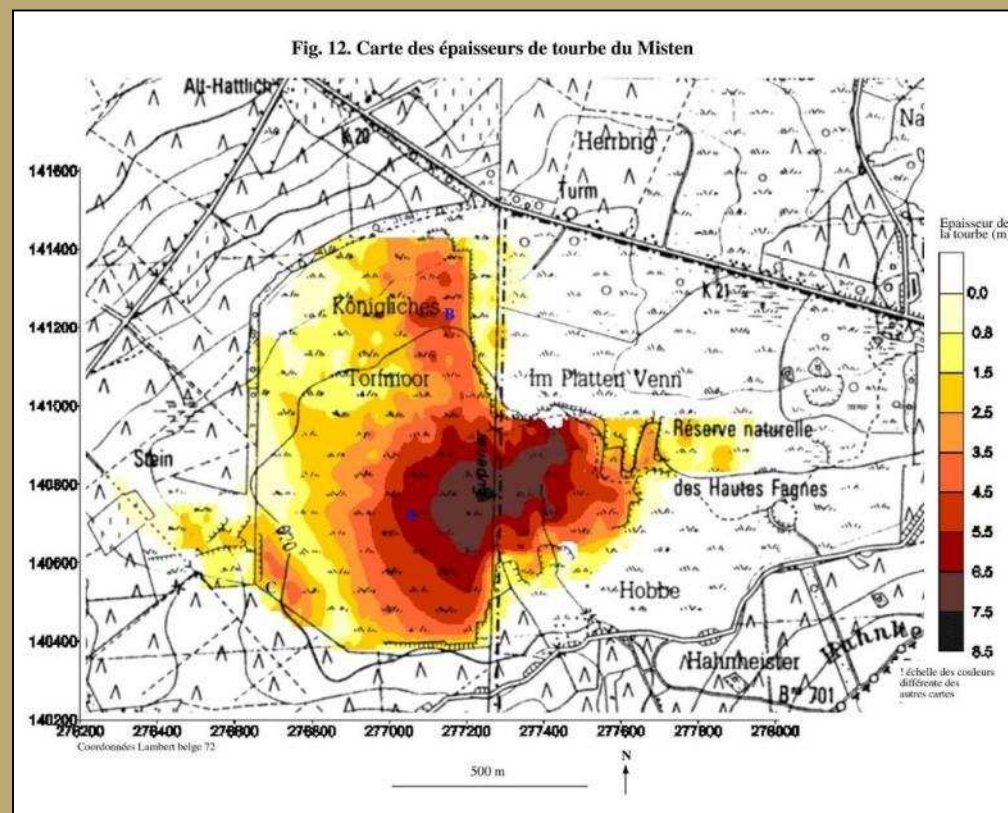 Fig. 12. Carte des épaisseurs de tourbe du Misten
Alt-Hattlich
K 20
Herrbrig
Turm
Na
141600
141400
141200
141000
140800
140600
140400
140200
Königliches
B
Torfmoor
K 21
Im Platten Venn
Réserve naturelle
des Hautes Fagnes
Stein
C
Hobbe
Hahnmeister
Bne 701
Epaisseur de
la tourbe (m)
0.0
0.8
1.5
2.5
3.5
4.5
5.5
6.5
7.5
8.5
! échelle des couleurs
différente des
autres cartes
276200 276400 276600 276800 277000 277200 277400 277600 277800 278000
Coordonnées Lambert belge 72
500 m
N